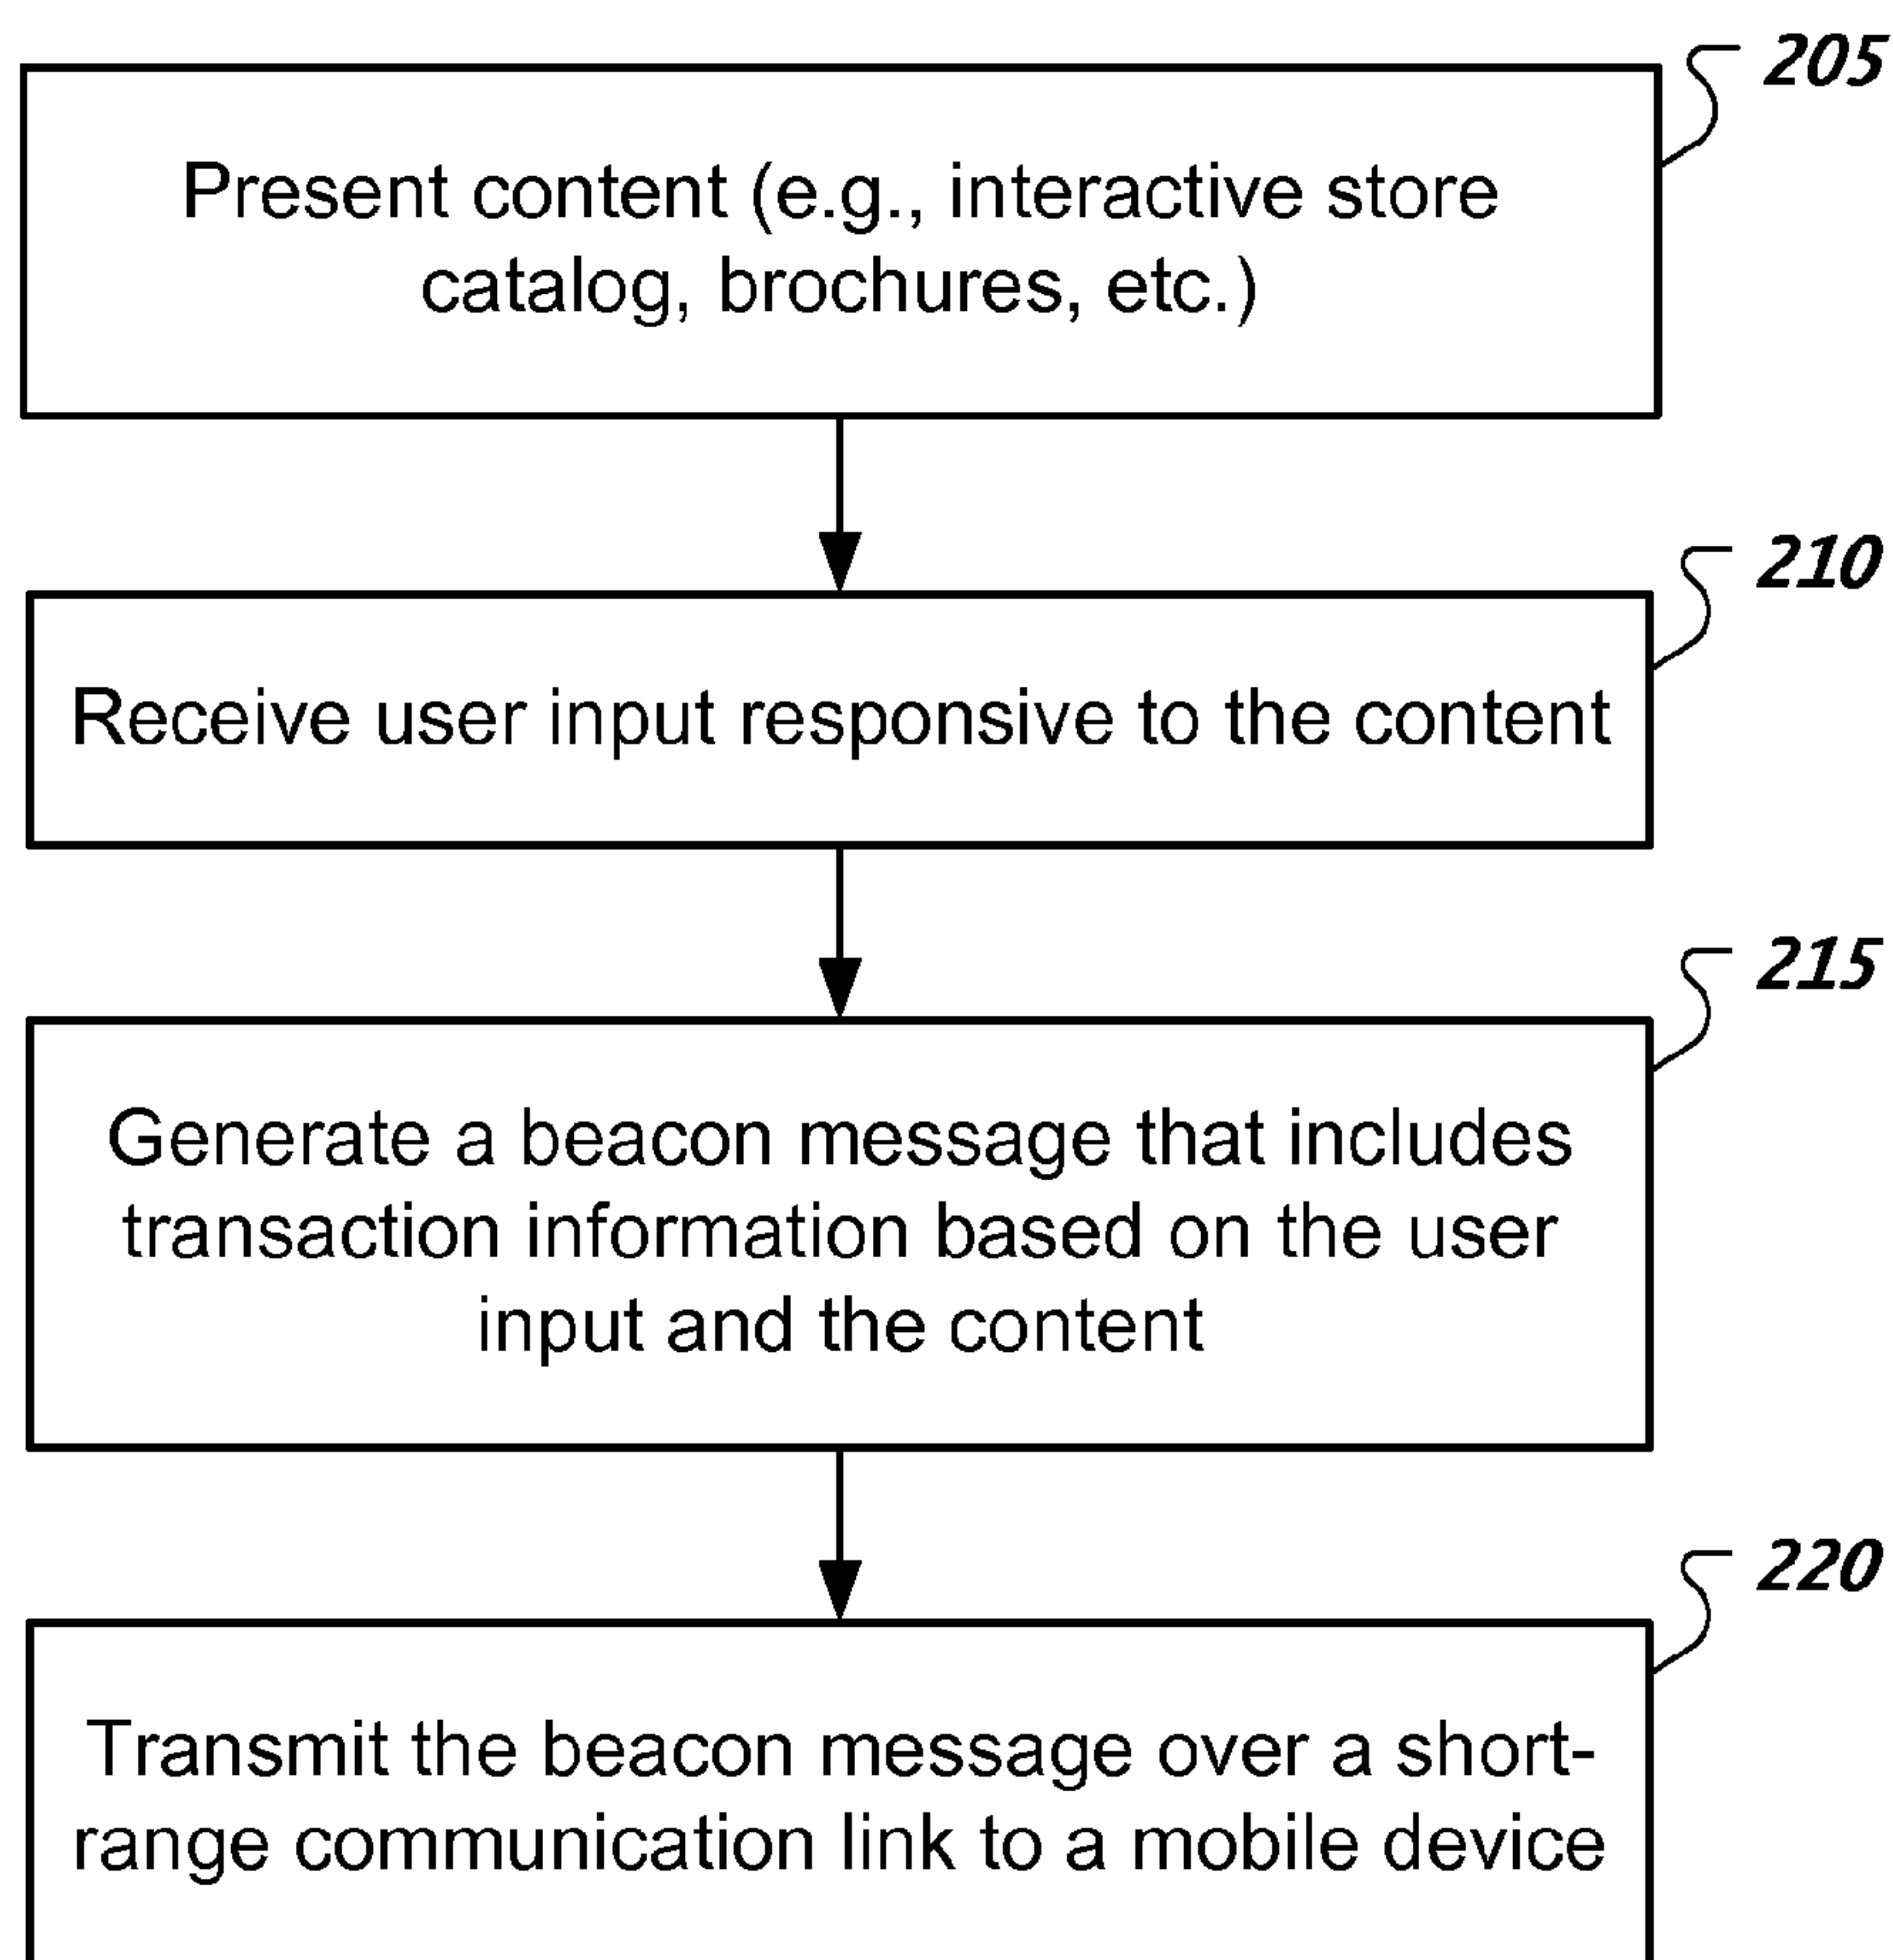 205
Present content (e.g., interactive store
catalog, brochures, etc.)
210
Receive user input responsive to the content
215
Generate a beacon message that includes
transaction information based on the user
input and the content
220
Transmit the beacon message over a short-
range communication link to a mobile device